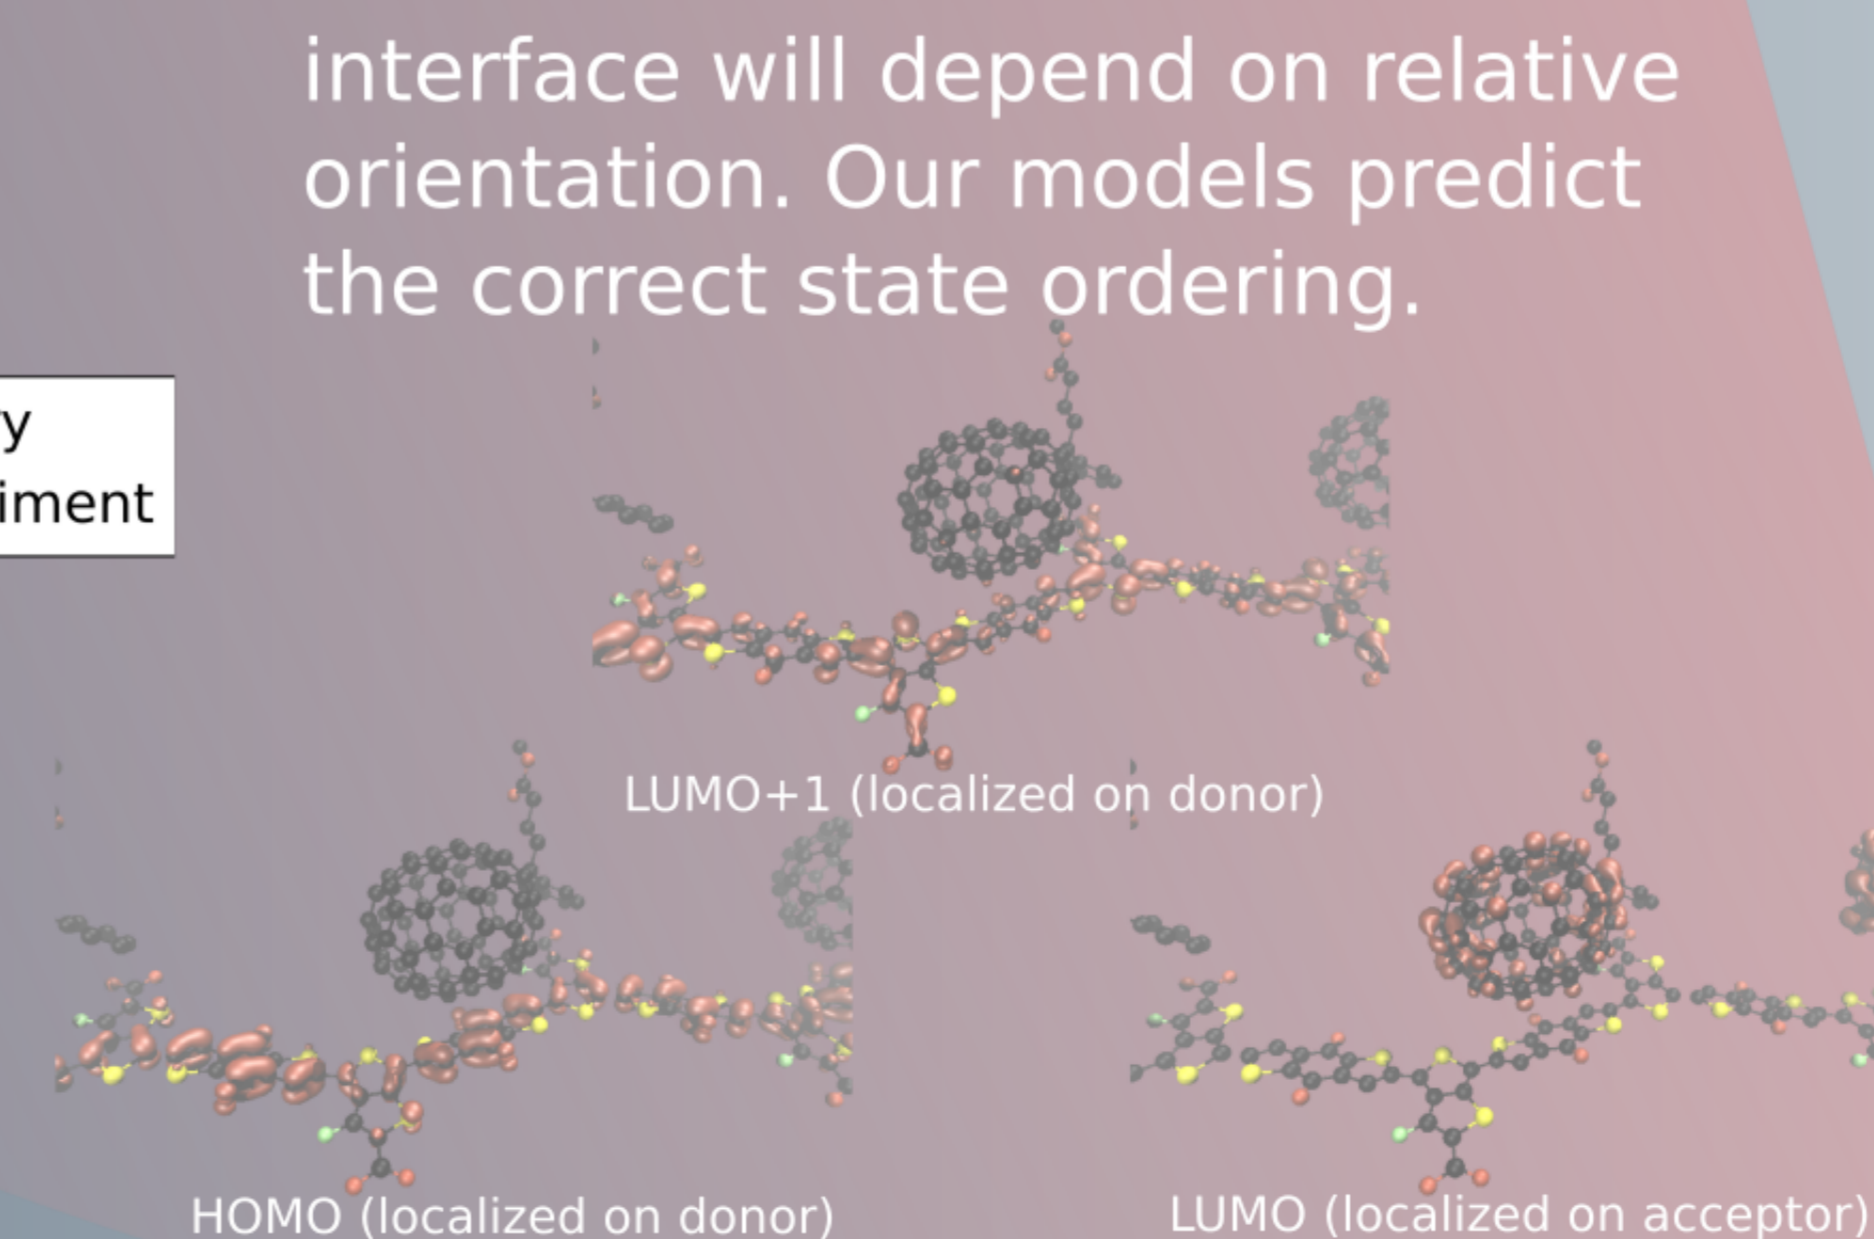 interface will depend on relative
orientation. Our models predict
the correct state ordering.
LUMO+1 (localized on donor)
HOMO (localized on donor)
LUMO (localized on acceptor)